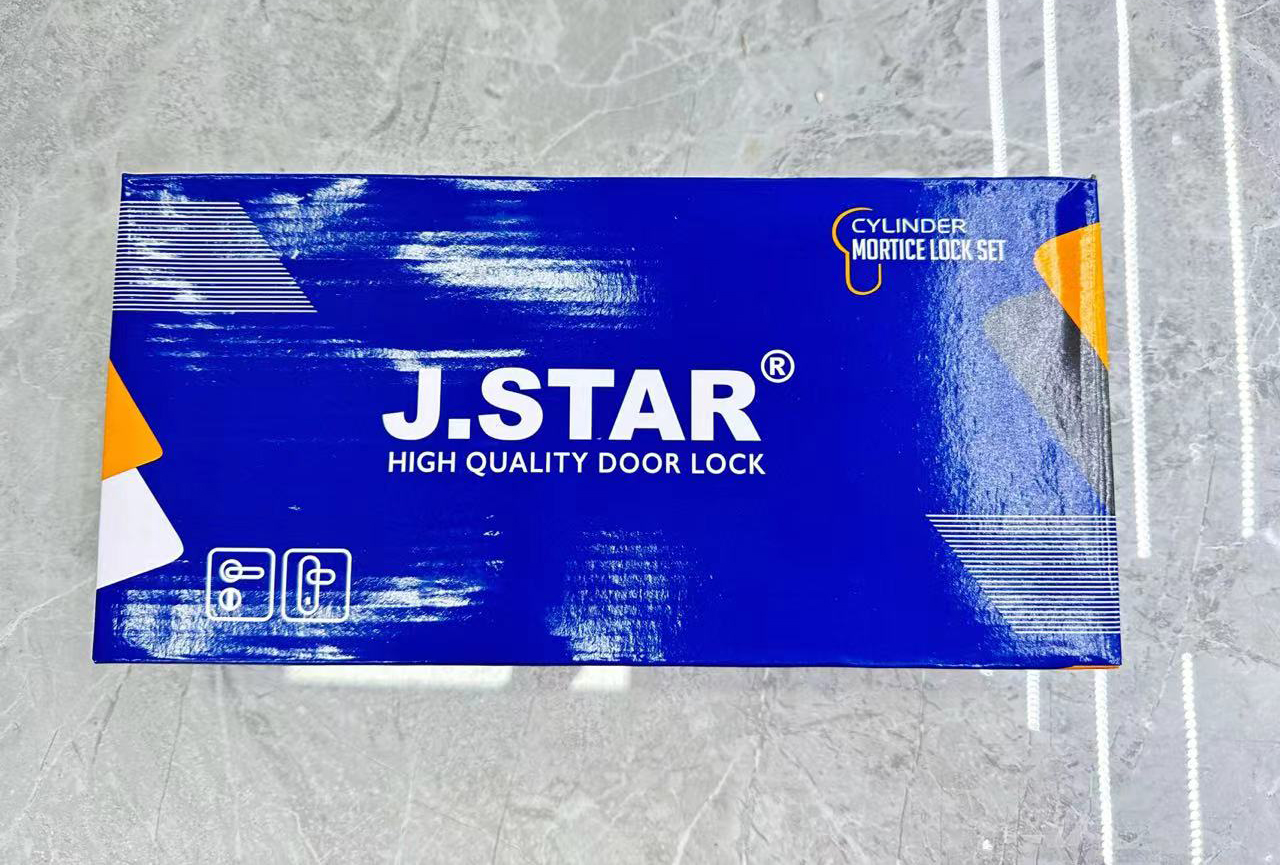 CYLINDER
MORTICE LOCK SET
J.STAR®
HIGH QUALITY DOOR LOCK